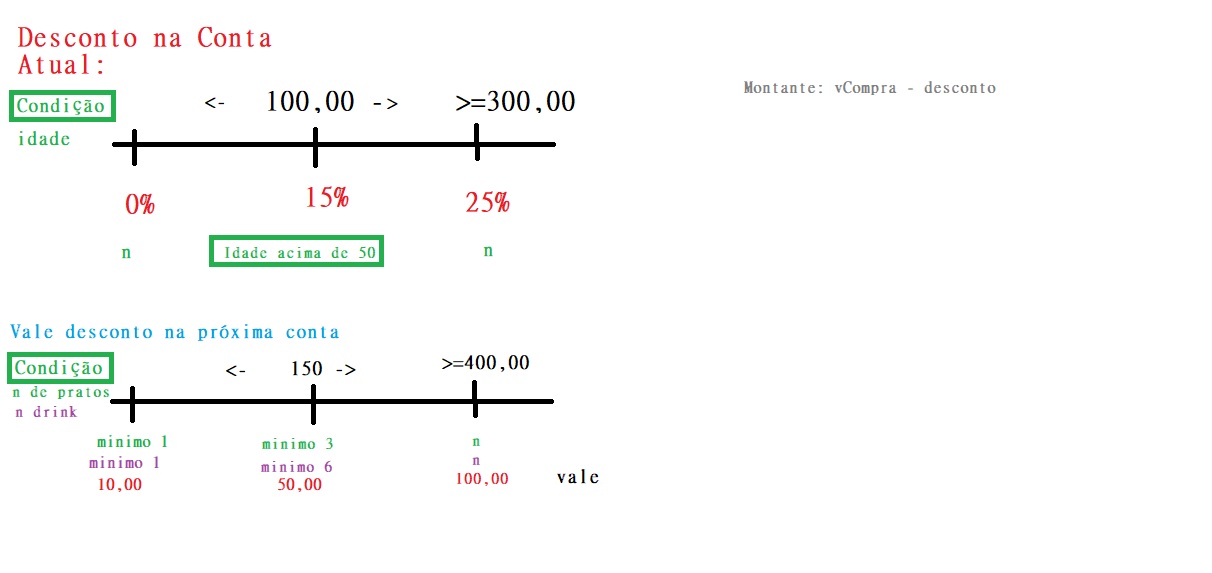 Desconto na Conta
Atual:
Montante: vCompra - desconto
Condição <- 100,00 -> >=300,00
idade
0% 15% 25%
n Idade acima de 50 n
Vale desconto na próxima conta
Condição <- 150 -> >=400,00
n de pratos
n drink
minimo 1 minimo 3 n
minimo 1 minimo 6 n
10,00 50,00 100,00 vale